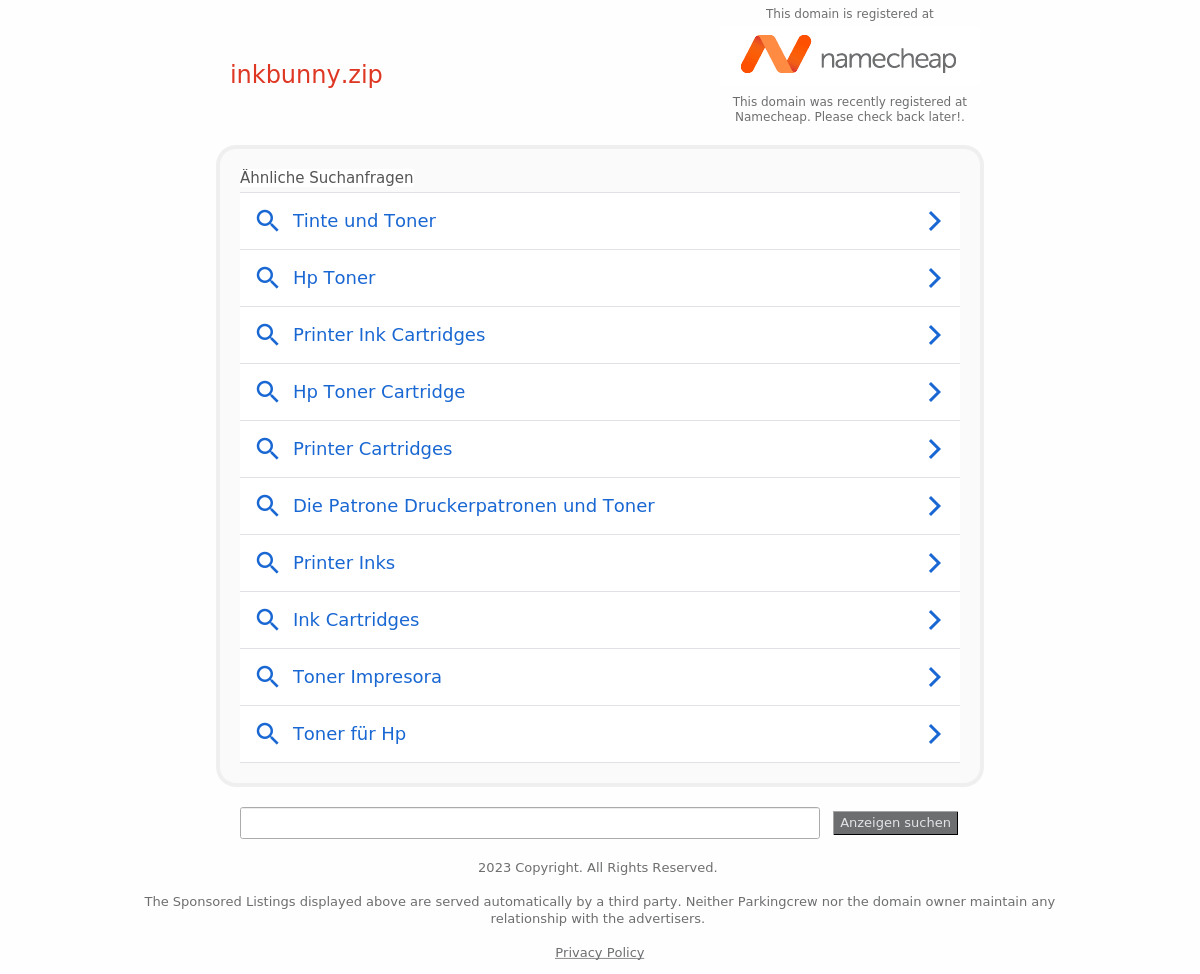 This domain is registered at
namecheap
inkbunny.zip
This domain was recently registered at
Namecheap. Please check back later!.
Ähnliche Suchanfragen
Tinte und Toner
Hp Toner
Printer Ink Cartridges
Hp Toner Cartridge
Printer Cartridges
Die Patrone Druckerpatronen und Toner
Printer Inks
Ink Cartridges
Toner Impresora
Toner für Hp
Anzeigen suchen
2023 Copyright. All Rights Reserved.
The Sponsored Listings displayed above are served automatically by a third party. Neither Parkingcrew nor the domain owner maintain any
relationship with the advertisers.
Privacy Policy